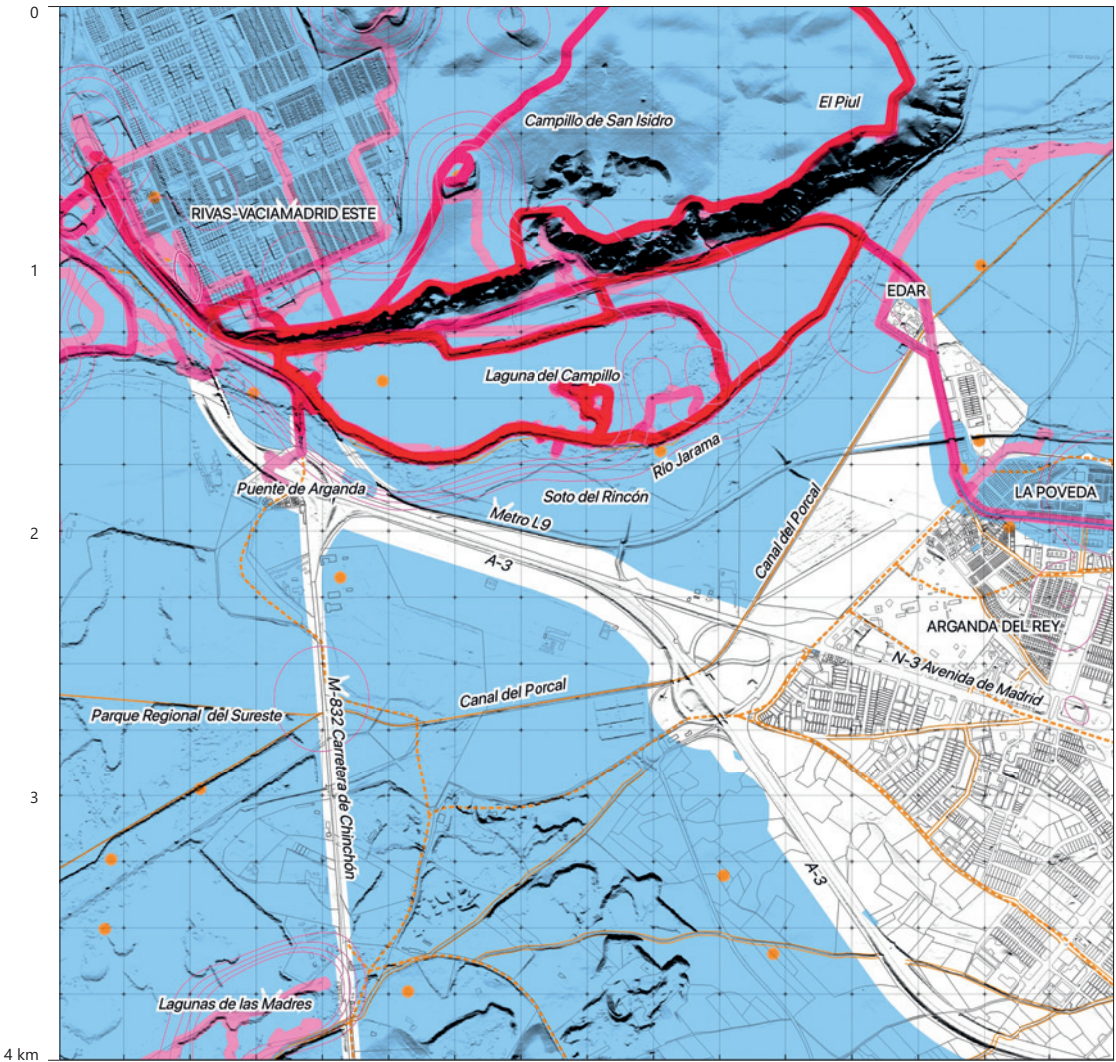 0
El Piul
Campillo de San Isidro
RIVAS-VACIAMADRID ESTE
1
EDAR
Laguna del Campillo
Río Jarama
Puente de Arganda
Soto del Rincón
LA POVEDA
Metro L9
Canal del Porcal
2
A-3
ARGANDA DEL REY
N-3 Avenida de Madrid
Canal del Porcal
Parque Regional del Sureste
M-832 Carretera de Chinchón
3
A-3
Lagunas de las Madres
4 km